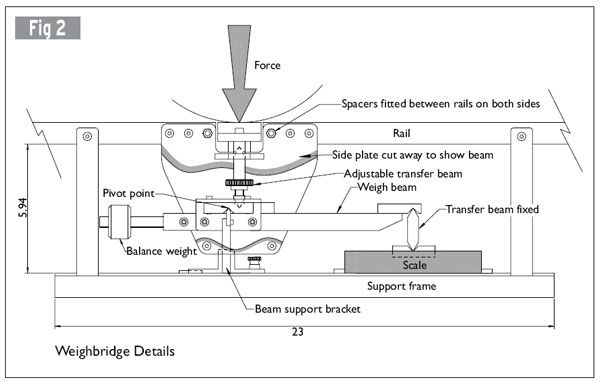 Fig 2
Force
Spacers fitted between rails on both sides
Rail
Side plate cut away to show beam
Adjustable transfer beam
Weigh beam
Pivot point
Transfer beam fixed
5.94
Balance weight
Scale
Support frame
Beam support bracket
23
Weighbridge Details